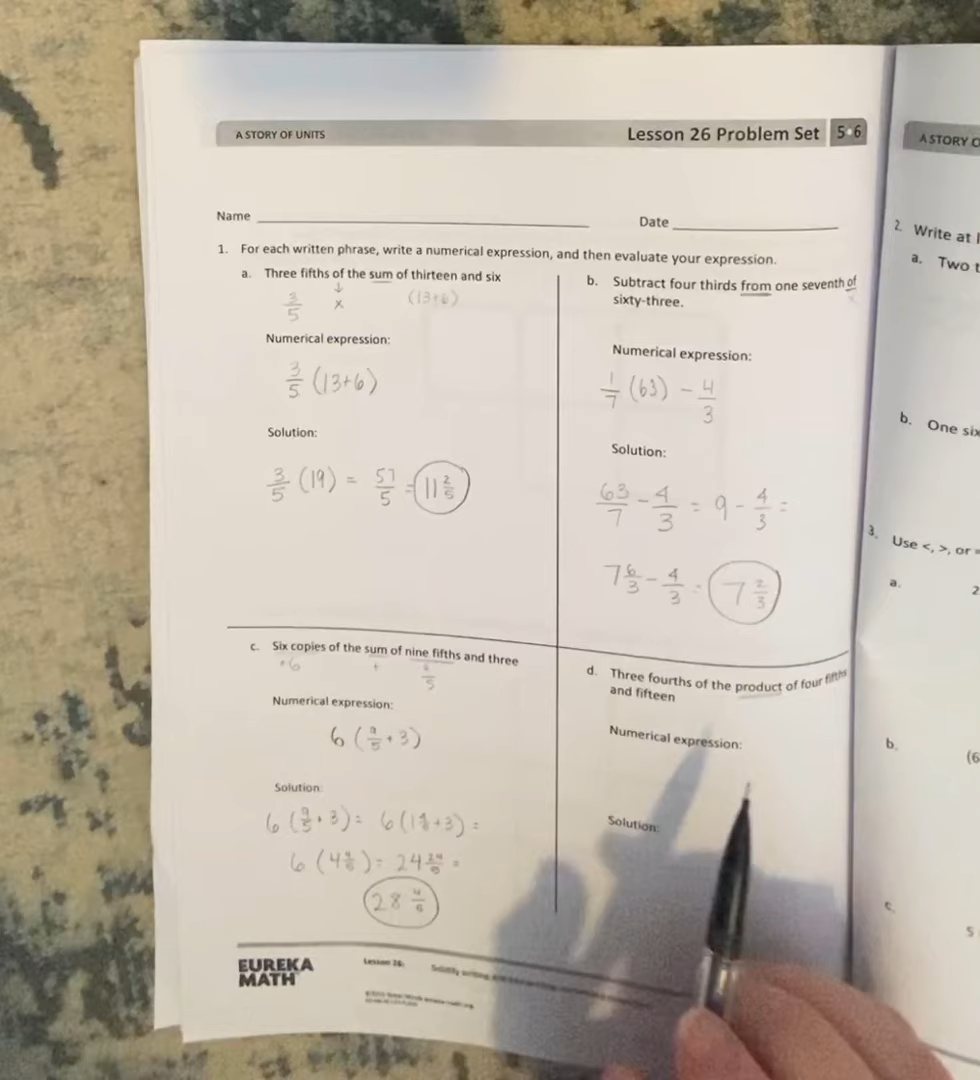 A STORY OF UNITS
Lesson 26 Problem Set 5•6
Name
Date
1. For each written phrase, write a numerical expression, and then evaluate your expression.
a. Three fifths of the sum of thirteen and six
3/5 ↓ x (13+6)
Numerical expression:
3/5 (13+6)
Solution:
3/5 (19) = 57/5 = 11 2/5
b. Subtract four thirds from one seventh of
sixty-three.
x
Numerical expression:
1/7 (63) - 4/3
Solution:
63/7 - 4/3 = 9 - 4/3 =
7 6/3 - 4/3 = 7 2/3
c. Six copies of the sum of nine fifths and three
•6 +
Numerical expression:
6 (9/5 + 3)
Solution:
6 (9/5 + 3) = 6 (1 4/5 + 3) =
6 (4 4/5) = 24 24/5 =
28 4/5
d. Three fourths of the product of four fifths
and fifteen
Numerical expression:
Solution:
EUREKA
MATH
Lesson 26:
A STORY
2. Write at
a. Two
b. One six
3. Use <, >, or =
a.
2
b.
(6
c.
5